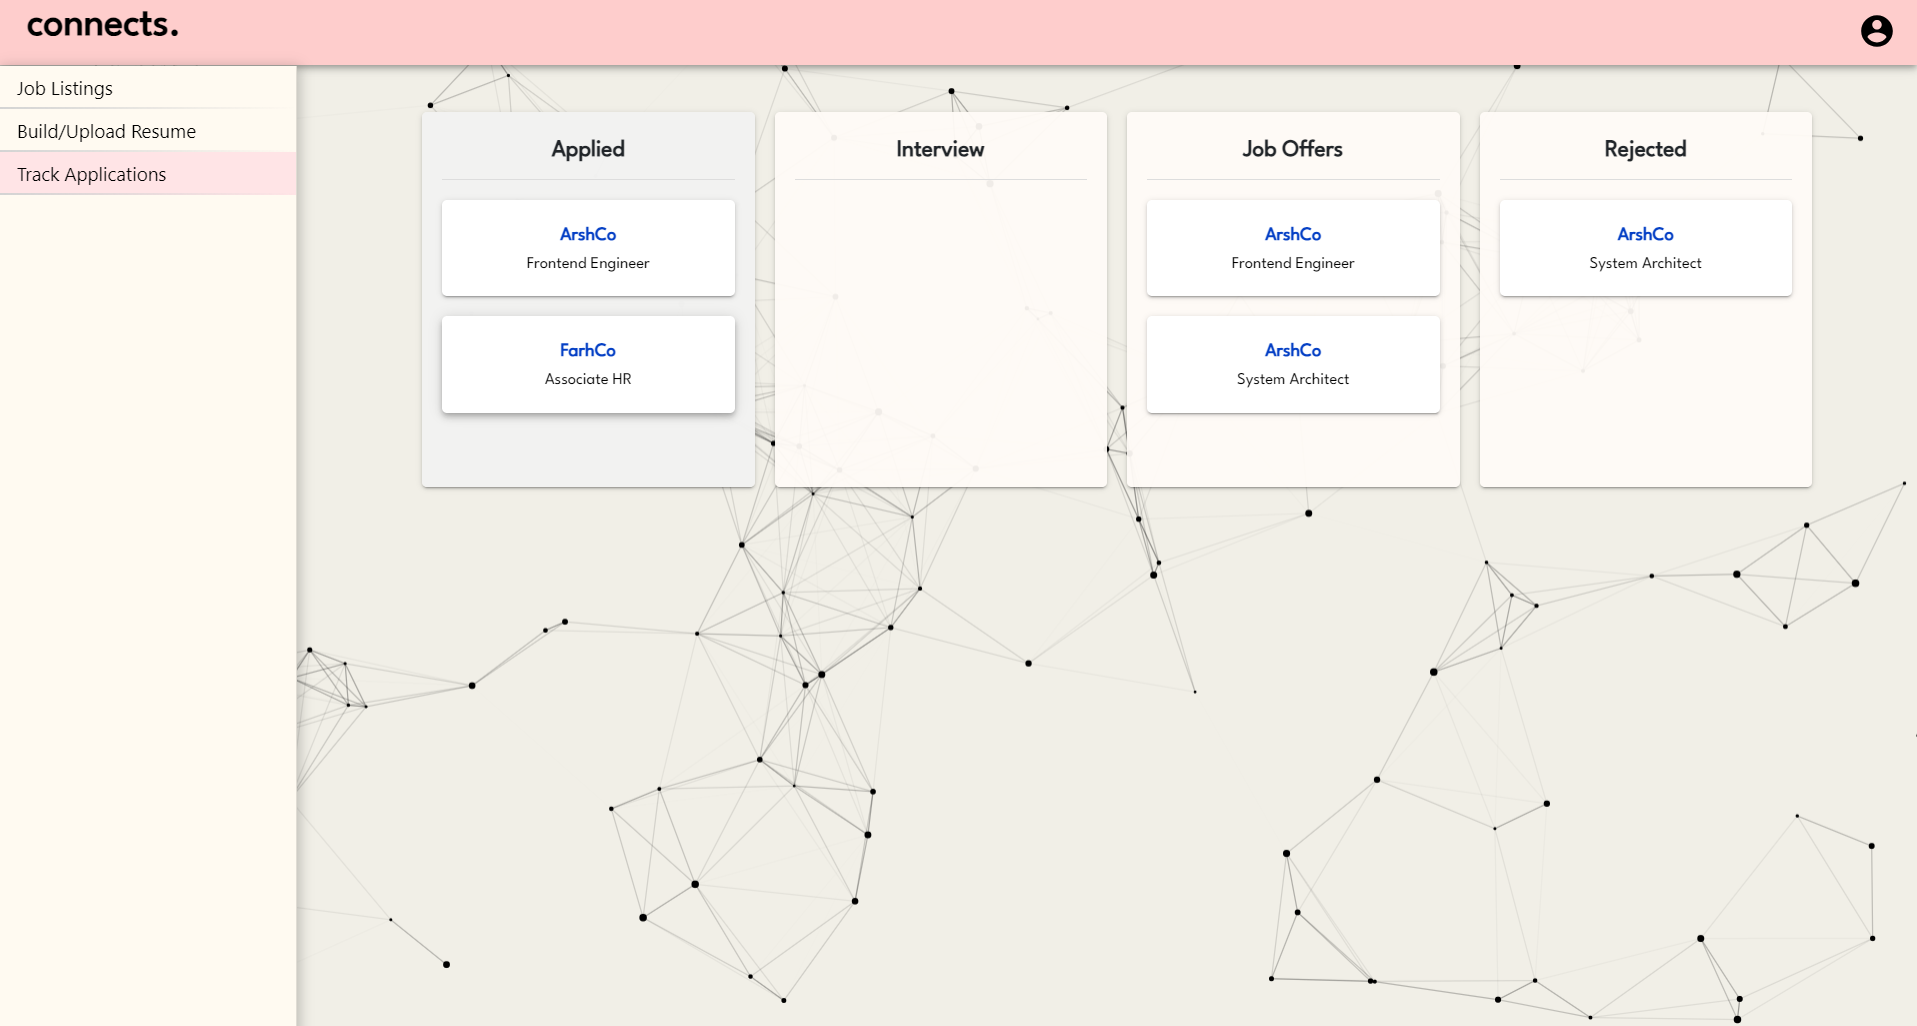 connects.
Job Listings
Build/Upload Resume
Track Applications
Applied
ArshCo
Frontend Engineer
FarhCo
Associate HR
Interview
Job Offers
ArshCo
Frontend Engineer
ArshCo
System Architect
Rejected
ArshCo
System Architect